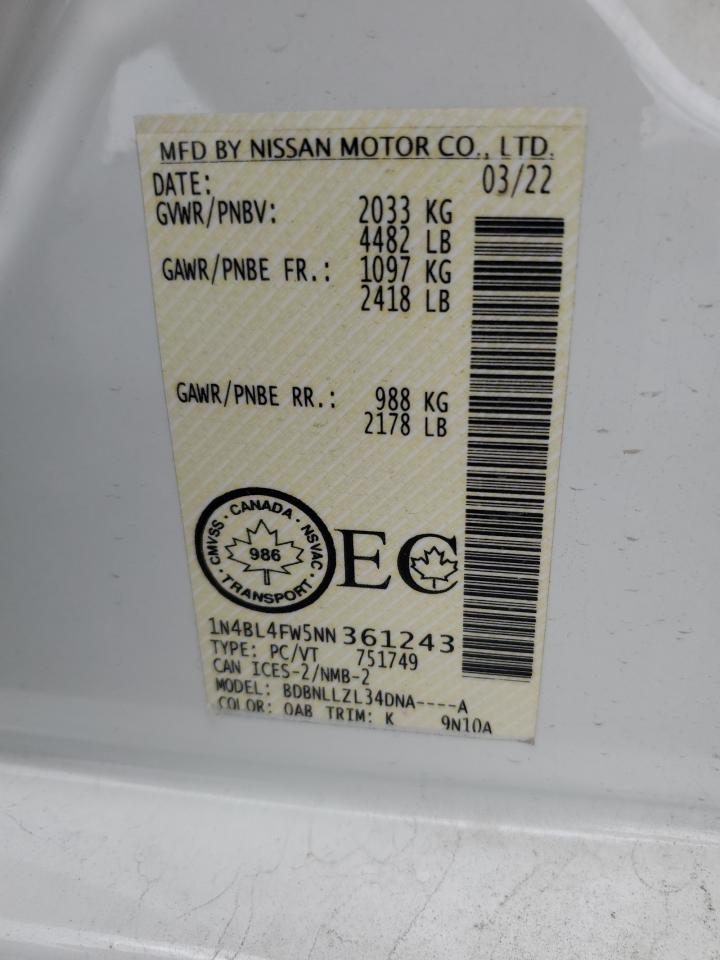 MFD BY NISSAN MOTOR CO., LTD.
DATE: 03/22
GVWR/PNBV: 2033 KG
4482 LB
GAWR/PNBE FR.: 1097 KG
2418 LB
GAWR/PNBE RR.: 988 KG
2178 LB
CMVSS · CANADA · NSVAC · TRANSPORT ·
986
EC
1N4BL4FW5NN 361243
TYPE: PC/VT 751749
CAN ICES-2/NMB-2
MODEL: BDBNLLZL34DNA----A
COLOR: QAB TRIM: K 9N10A